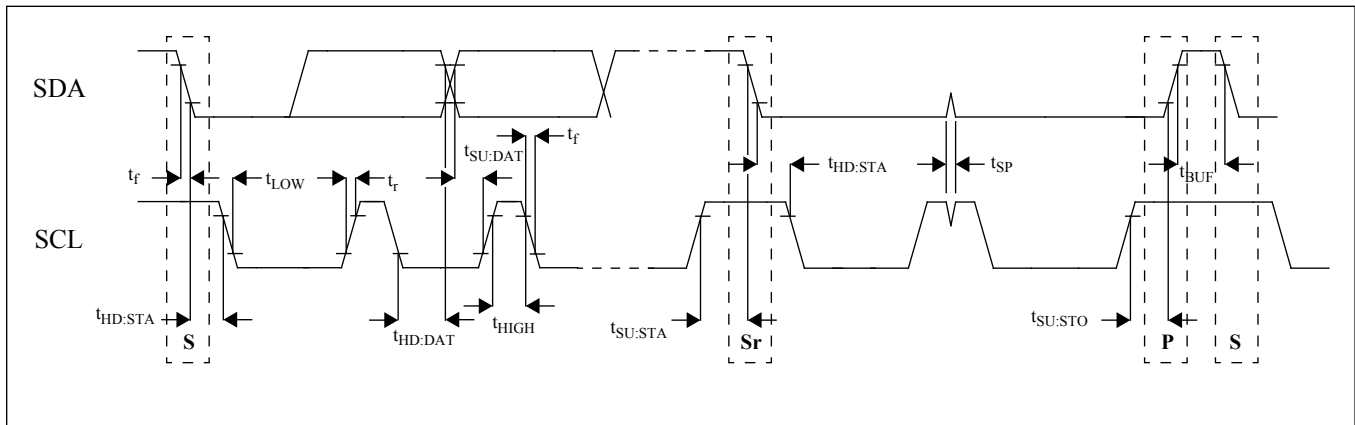 SDA
t_f
t_LOW
t_r
t_SU:DAT
t_f
t_HD:STA
t_SP
t_BUF
SCL
t_HD:STA
S
t_HD:DAT
t_HIGH
t_SU:STA
Sr
t_SU:STO
P
S